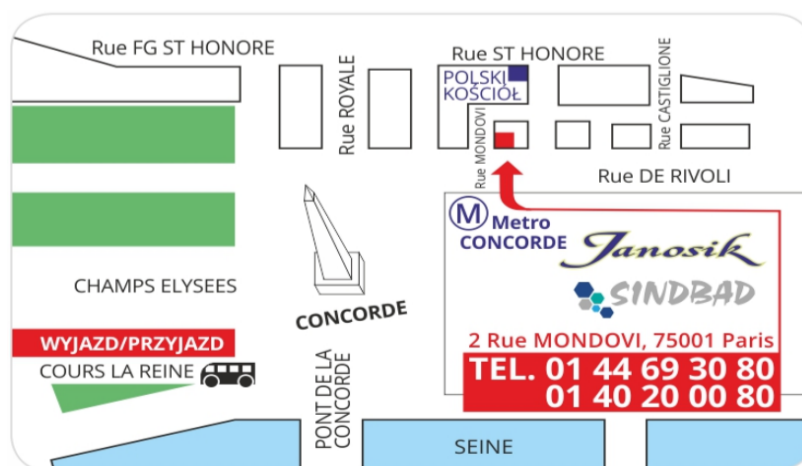 Rue FG ST HONORE
Rue ROYALE
Rue ST HONORE
POLSKI
KOŚCIÓŁ
Rue MONDOVI
Rue CASTIGLIONE
Rue DE RIVOLI
M Metro
CONCORDE
Janosik
SINDBAD
CHAMPS ELYSEES
CONCORDE
WYJAZD/PRZYJAZD
COURS LA REINE
2 Rue MONDOVI, 75001 Paris
TEL. 01 44 69 30 80
01 40 20 00 80
PONT DE LA
CONCORDE
SEINE